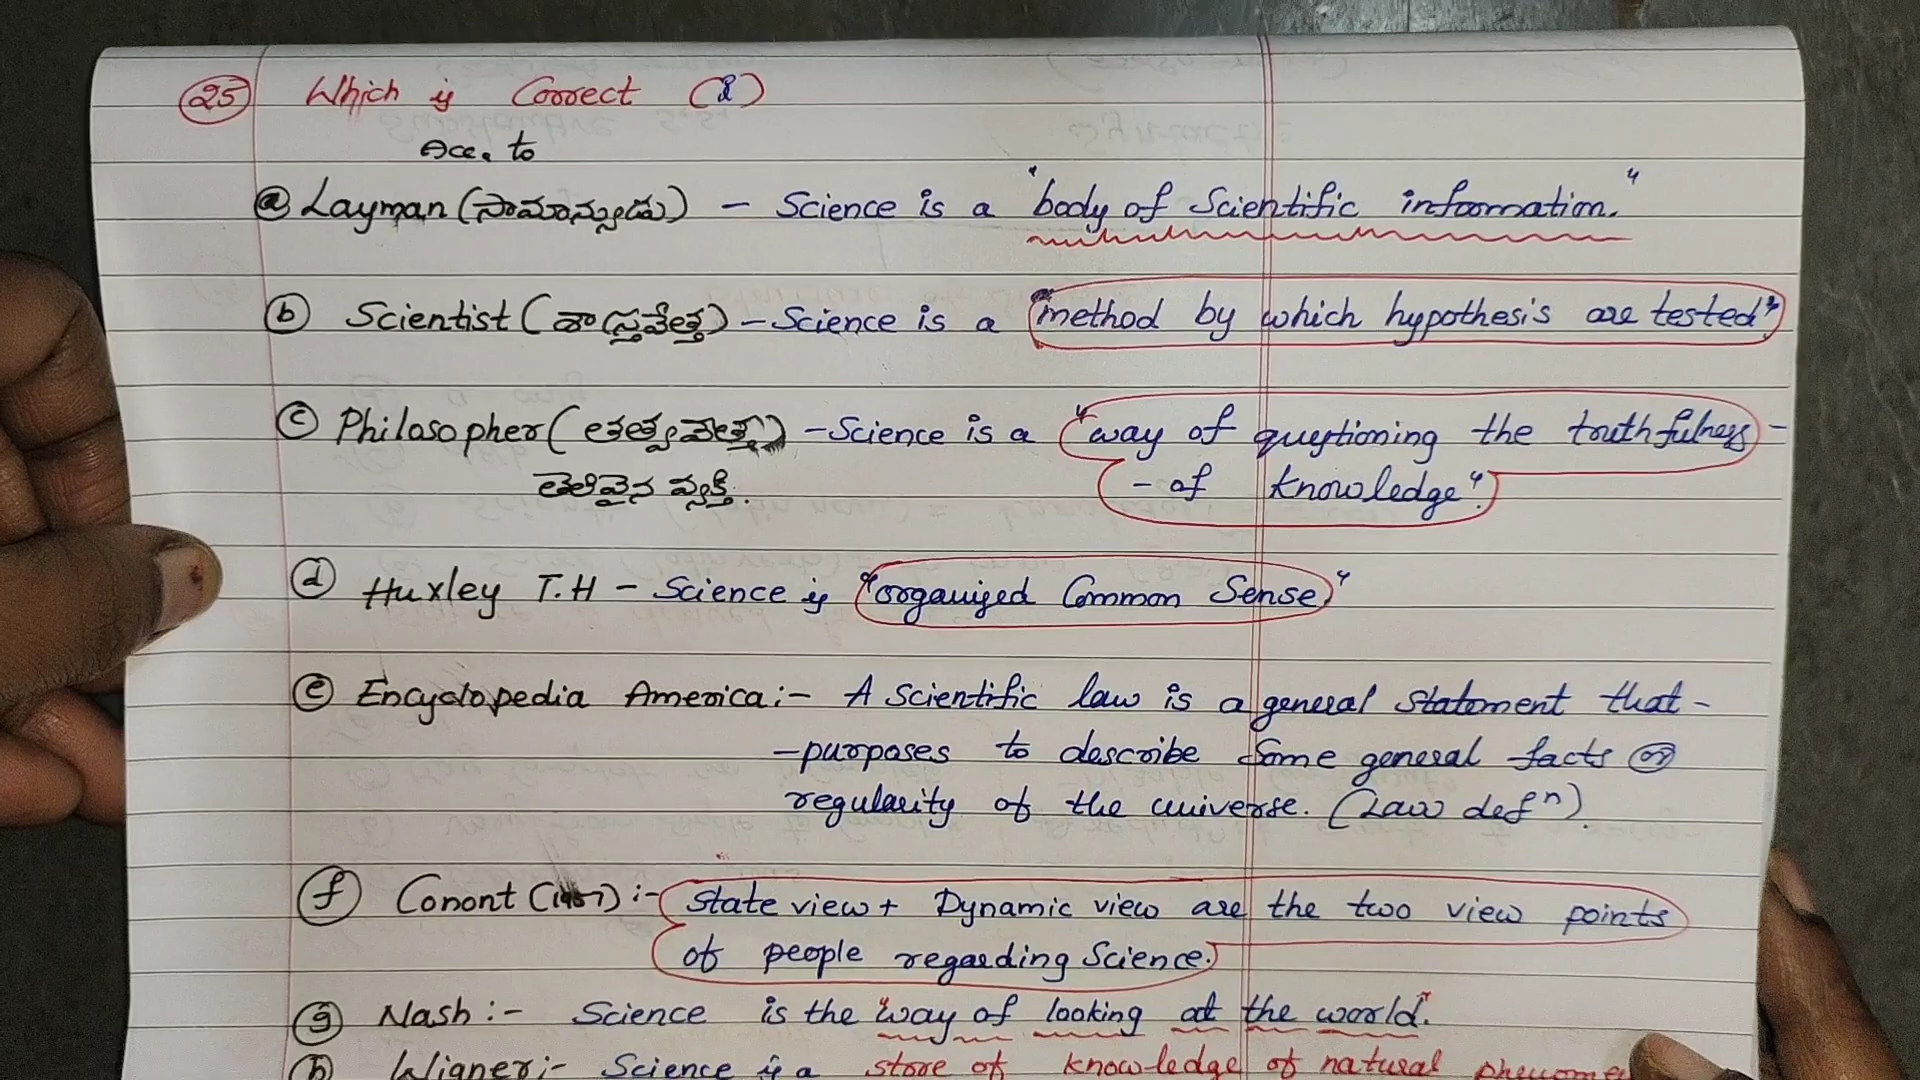 25 Which is Correct (i)
Acc. to
a Layman (సామాన్యుడు) - Science is a "body of Scientific information."
b Scientist (శాస్త్రవేత్త) - Science is a "method by which hypothesis are tested"
c Philosopher (తత్వవేత్త) - Science is a "way of questioning the truthfulness -
తెలివైన వ్యక్తి. - of knowledge".
d Huxley T.H - Science is "organized Common Sense"
e Encyclopedia America :- A Scientific law is a general Statement that -
- purposes to describe Some general facts or
regularity of the universe. (Law defn).
f Conont :- State view + Dynamic view are the two view points
of people regarding Science.
g Nash :- Science is the "way of looking at the world".
h Wigner :- Science is a store of knowledge of natural